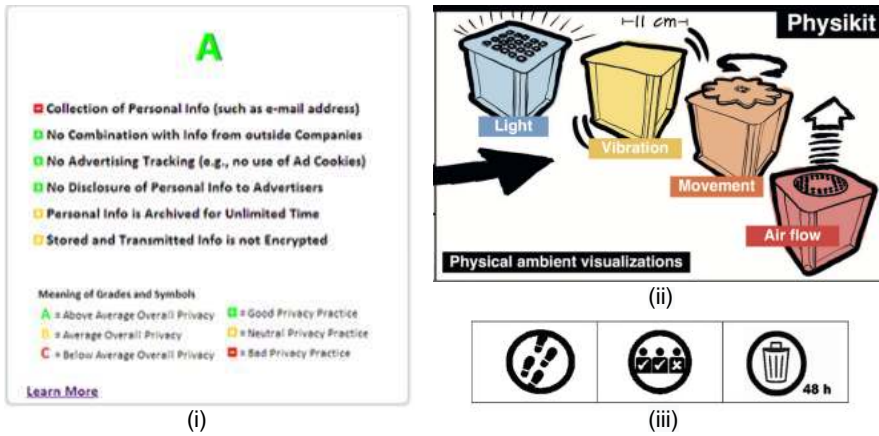 A
Collection of Personal Info (such as e-mail address)
No Combination with Info from outside Companies
No Advertising Tracking (e.g., no use of Ad Cookies)
No Disclosure of Personal Info to Advertisers
Personal Info is Archived for Unlimited Time
Stored and Transmitted Info is not Encrypted
Meaning of Grades and Symbols
A = Above Average Overall Privacy
B = Average Overall Privacy
C = Below Average Overall Privacy
= Good Privacy Practice
= Neutral Privacy Practice
= Bad Privacy Practice
Learn More
(i)
11 cm
Physikit
Light
Vibration
Movement
Air flow
Physical ambient visualizations
(ii)
48 h
(iii)